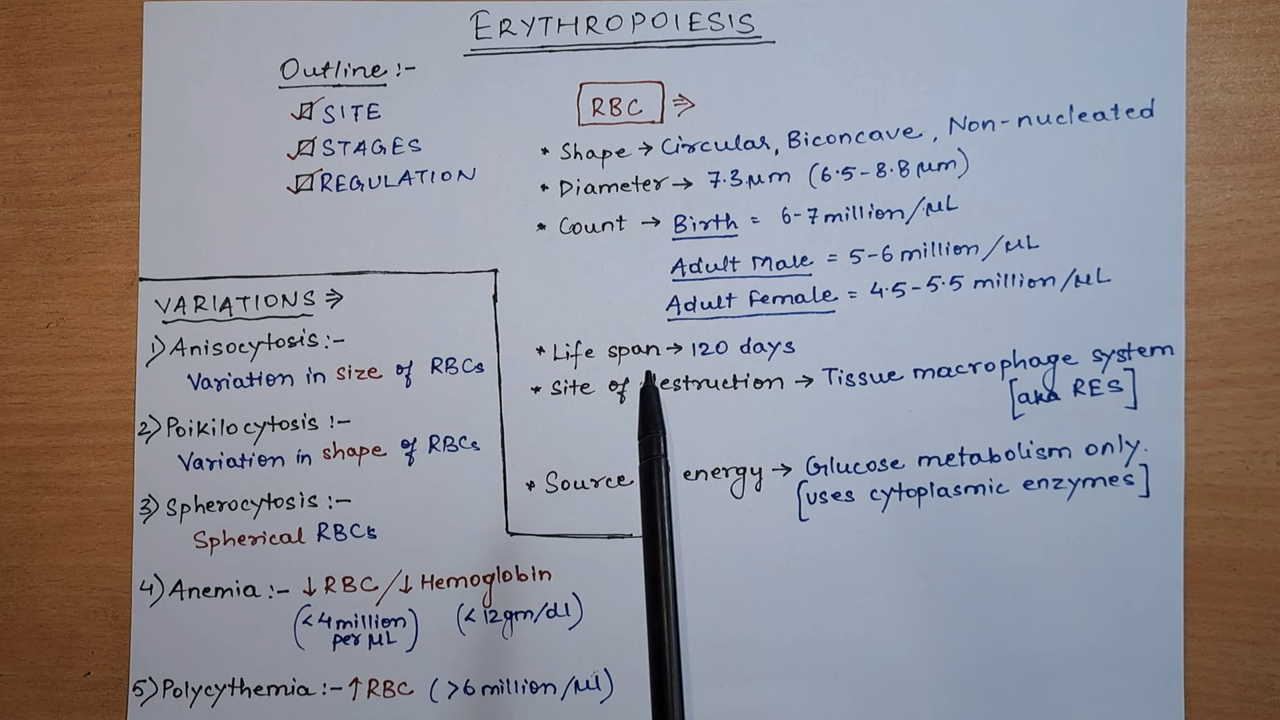 ERYTHROPOIESIS
Outline :-
SITE
STAGES
REGULATION
RBC ⇒
* Shape → Circular, Biconcave, Non-nucleated
* Diameter → 7.3 µm (6.5-8.8 µm)
* Count → Birth = 6-7 million/µL
Adult Male = 5-6 million/µL
Adult Female = 4.5-5.5 million/µL
* Life span → 120 days
* Site of destruction → Tissue macrophage system
[aka RES]
* Source energy → Glucose metabolism only.
[uses cytoplasmic enzymes]
VARIATIONS ⇒
1) Anisocytosis :-
Variation in size of RBCs
2) Poikilocytosis :-
Variation in shape of RBCs
3) Spherocytosis :-
Spherical RBCs
4) Anemia :- ↓ RBC/↓ Hemoglobin
(<4 million per µL) (<12gm/dl)
5) Polycythemia :- ↑ RBC (>6 million/µl)